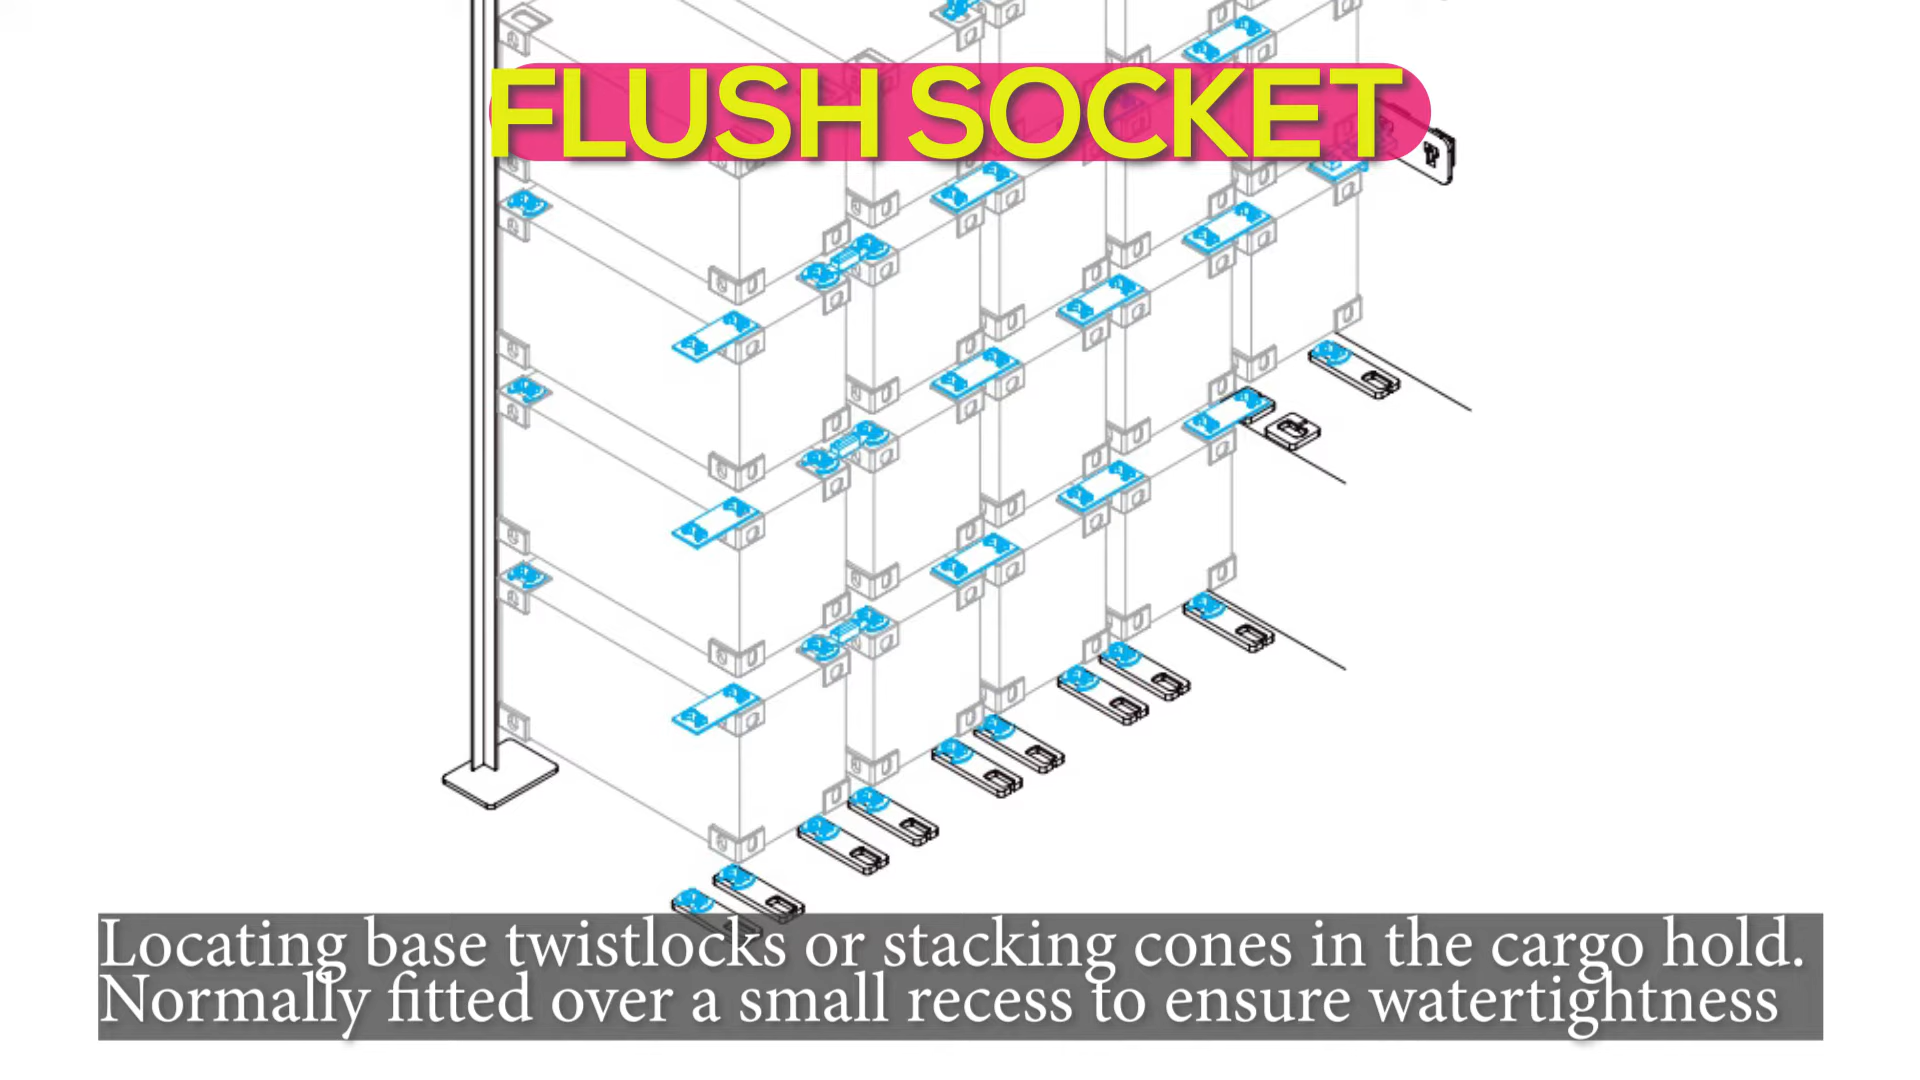 FLUSH SOCKET
Locating base twistlocks or stacking cones in the cargo hold.
Normally fitted over a small recess to ensure watertightness